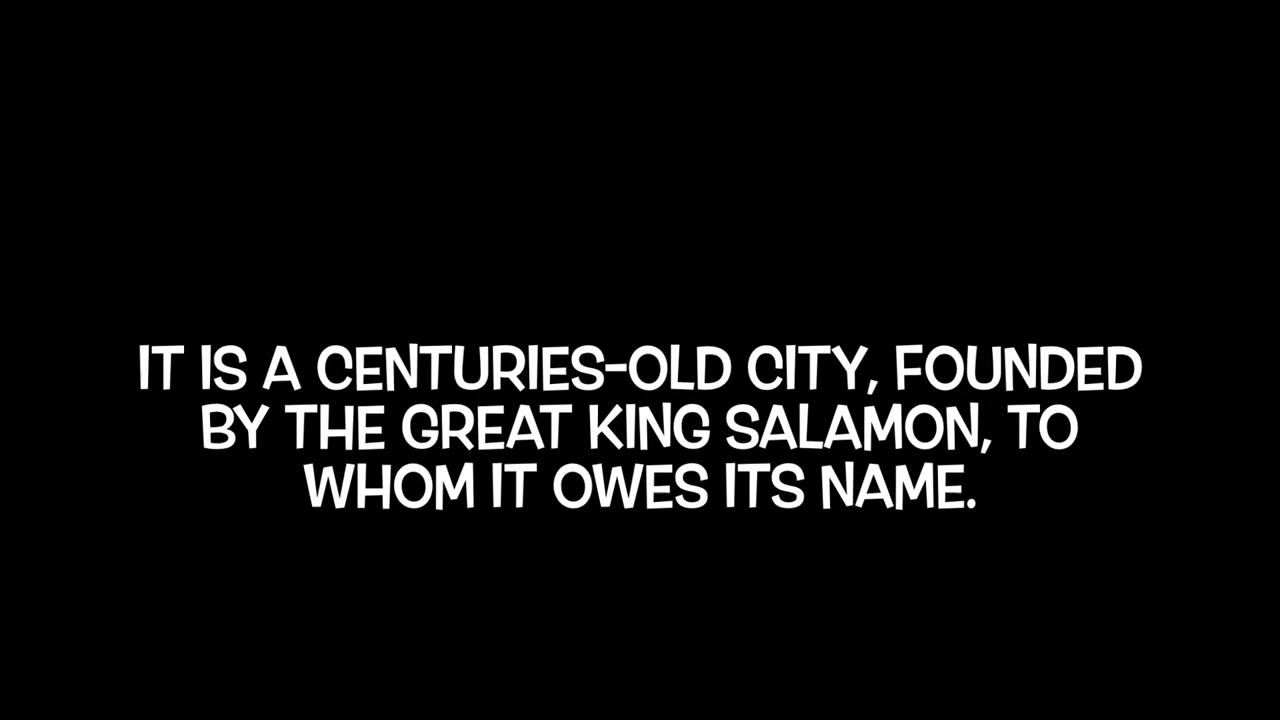 IT IS A CENTURIES-OLD CITY, FOUNDED
BY THE GREAT KING SALAMON, TO
WHOM IT OWES ITS NAME.